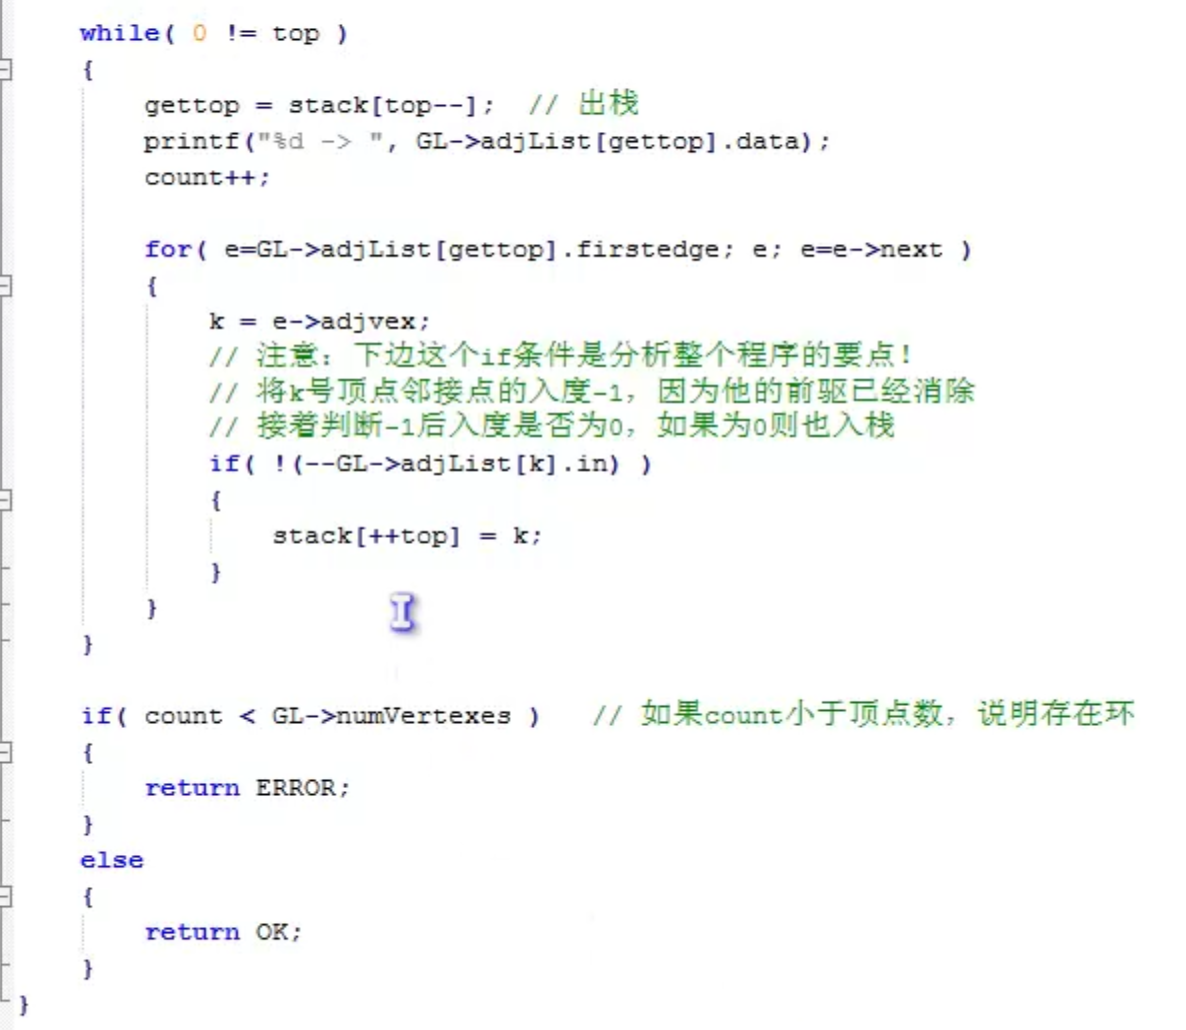 while( 0 != top )
{
gettop = stack[top--];  // 出栈
printf("%d -> ", GL->adjList[gettop].data);
count++;
for( e=GL->adjList[gettop].firstedge; e; e=e->next )
{
k = e->adjvex;
// 注意：下边这个if条件是分析整个程序的要点！
// 将k号顶点邻接点的入度-1，因为他的前驱已经消除
// 接着判断-1后入度是否为0，如果为0则也入栈
if( !(--GL->adjList[k].in) )
{
stack[++top] = k;
}
}
}
if( count < GL->numVertexes )   // 如果count小于顶点数，说明存在环
{
return ERROR;
}
else
{
return OK;
}
}